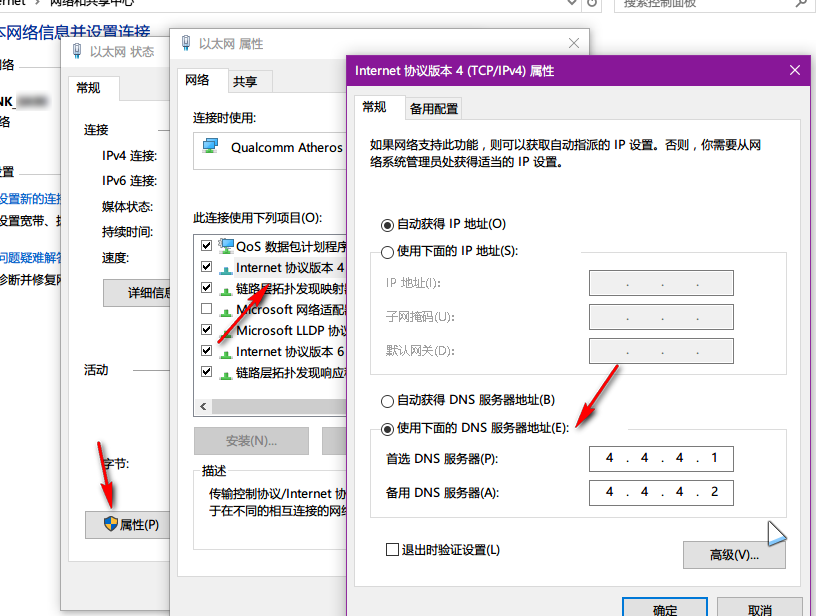 ernet
网络和共享中心
搜索控制面板
本网络信息并设置连接
以太网 状态
常规
络
NK_
络
连接
IPv4 连接:
IPv6 连接:
媒体状态:
持续时间:
速度:
详细信息
置
设置新的连接
设置宽带、
问题疑难解答
诊断并修复网
活动
字节:
属性(P)
以太网 属性
网络
共享
连接时使用:
Qualcomm Atheros
此连接使用下列项目(O):
QoS 数据包计划程序
Internet 协议版本 4
链路层拓扑发现映射
Microsoft 网络适配
Microsoft LLDP 协议
Internet 协议版本 6
链路层拓扑发现响应
安装(N)...
描述
传输控制协议/Internet 协
于在不同的相互连接的网络
Internet 协议版本 4 (TCP/IPv4) 属性
常规
备用配置
如果网络支持此功能，则可以获取自动指派的 IP 设置。否则，你需要从网
络系统管理员处获得适当的 IP 设置。
自动获得 IP 地址(O)
使用下面的 IP 地址(S):
IP 地址(I):
子网掩码(U):
默认网关(D):
自动获得 DNS 服务器地址(B)
使用下面的 DNS 服务器地址(E):
首选 DNS 服务器(P):
4 . 4 . 4 . 1
备用 DNS 服务器(A):
4 . 4 . 4 . 2
退出时验证设置(L)
高级(V)...
确定
取消